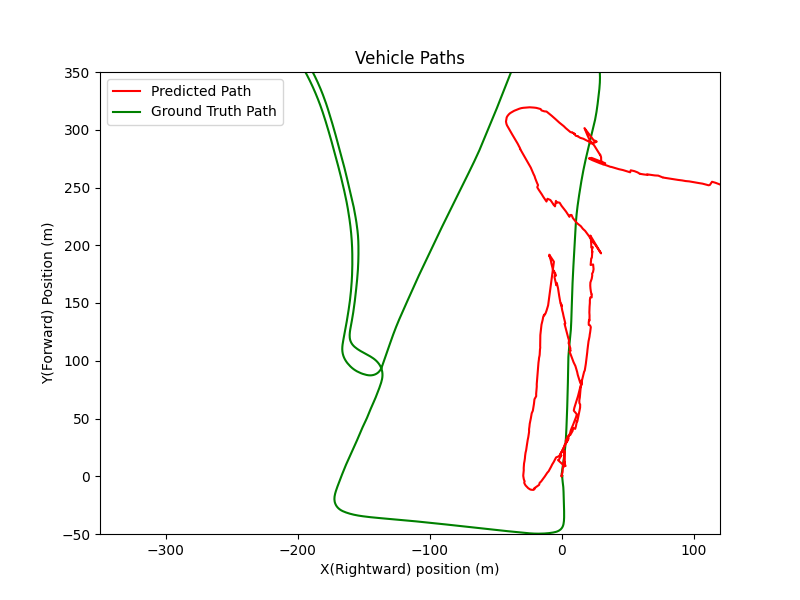 Vehicle Paths
Predicted Path
Ground Truth Path
350
300
250
200
150
100
50
0
−50
Y(Forward) Position (m)
−300
−200
−100
0
100
X(Rightward) position (m)